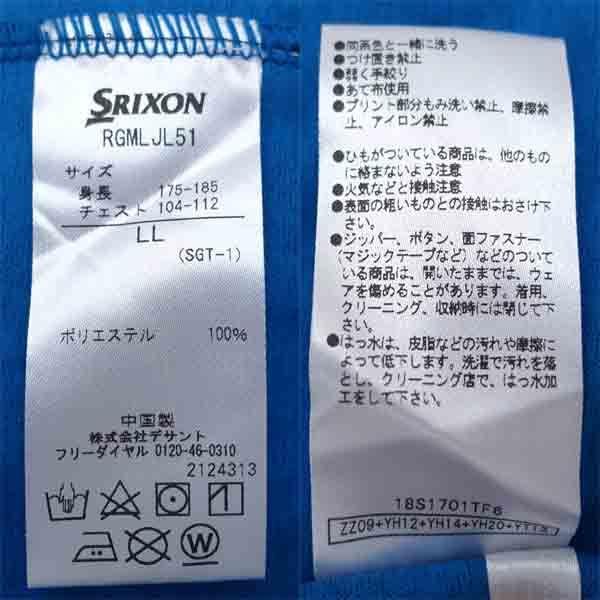 SRIXON
RGMLJL51
サイズ
身長 175-185
チェスト 104-112
LL
(SGT-1)
ポリエステル 100%
中国製
株式会社デサント
フリーダイヤル 0120-46-0310
2124313
W
●同系色と一緒に洗う
●つけ置き禁止
●弱く手絞り
●あて布使用
●プリント部分もみ洗い禁止、摩擦禁
止、アイロン禁止
●ひもがついている商品は、他のもの
に絡まないよう注意
●火気などと接触注意
●表面の粗いものとの接触はおさけ下
さい。
●ジッパー、ボタン、面ファスナー
(マジックテープなど)などのついて
いる商品は、開いたままでは、ウェ
アを傷めることがあります。着用、
クリーニング、収納時には閉じて下
さい。
●はっ水は、皮脂などの汚れや摩擦に
よって低下します。洗濯で汚れを落
とし、クリーニング店で、はっ水加
工をして下さい。
18S1701TF6
ZZ09+YH12+YH14+YH20+